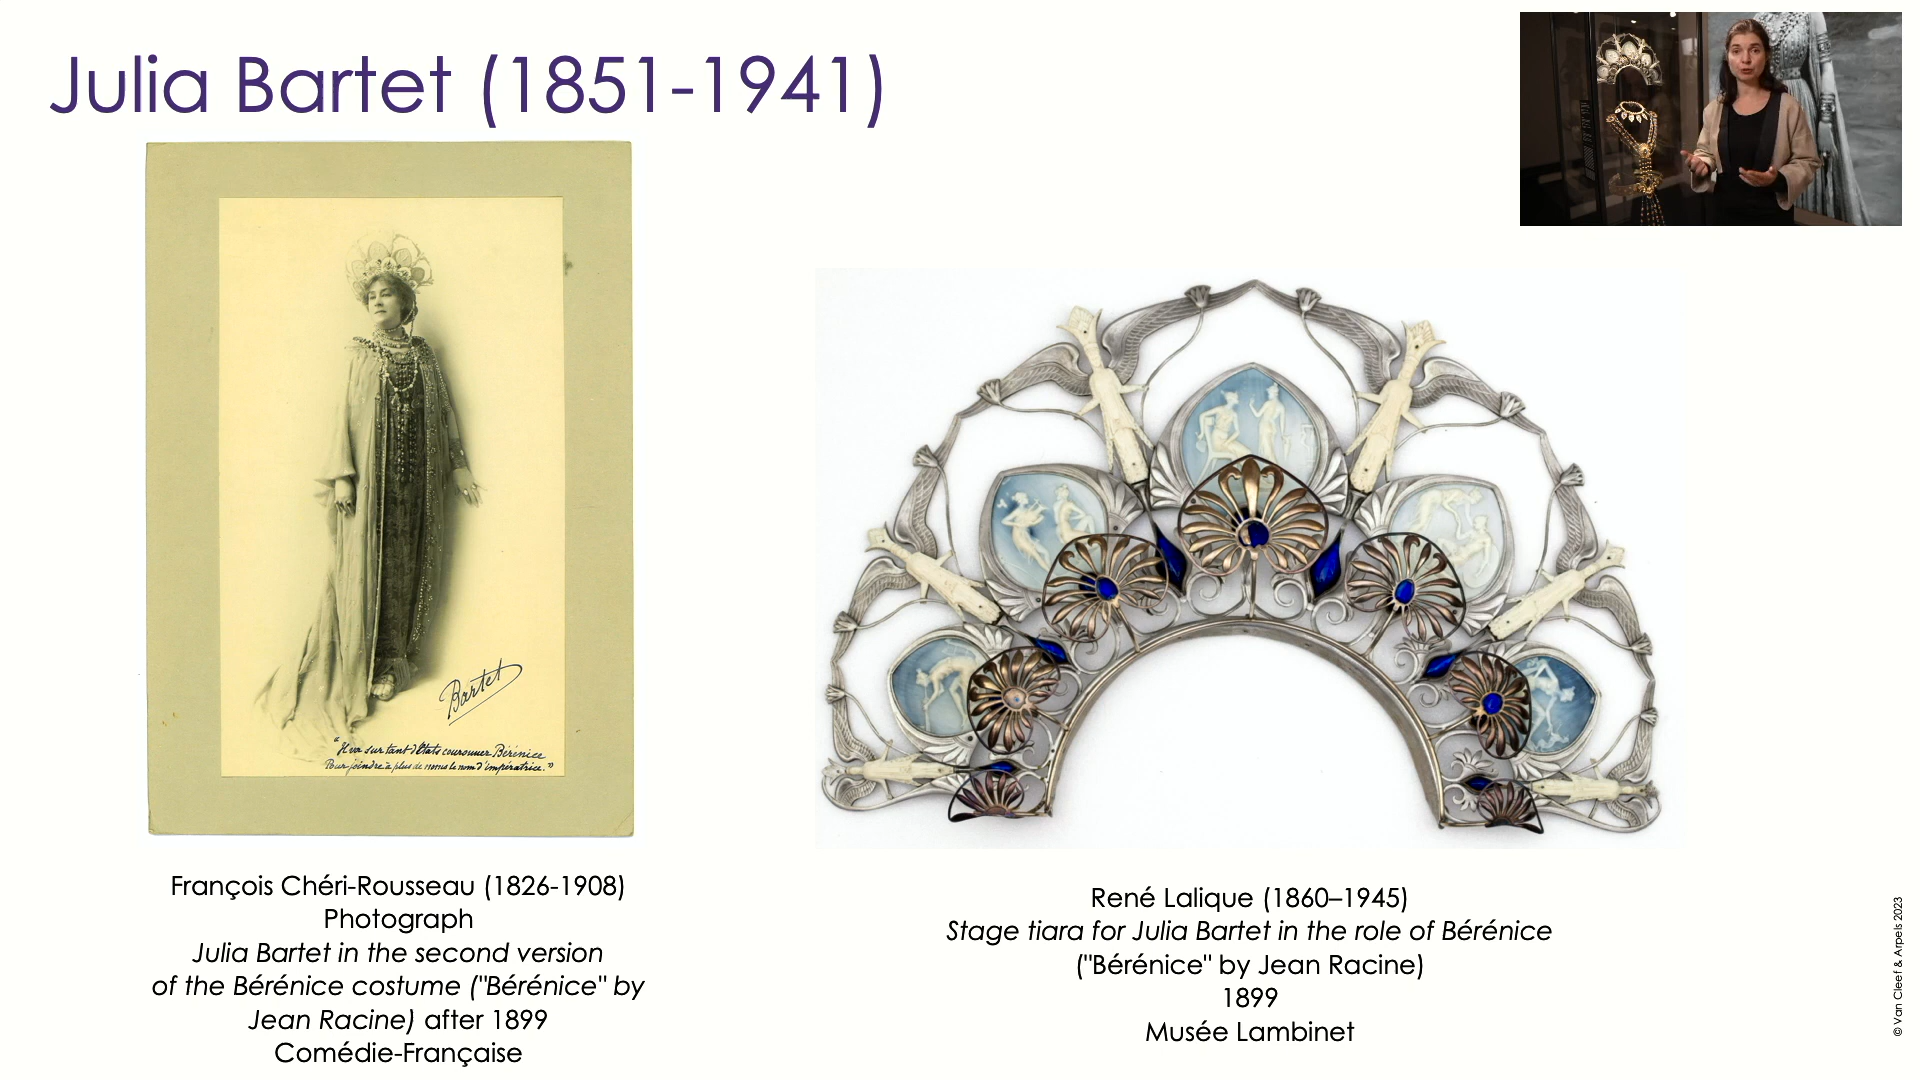 Julia Bartet (1851-1941)
Bartet
"Il va sur tant d'États couronner Bérénice
Pour joindre à plus de noms le nom d'impératrice."
François Chéri-Rousseau (1826-1908)
Photograph
Julia Bartet in the second version
of the Bérénice costume ("Bérénice" by
Jean Racine) after 1899
Comédie-Française
René Lalique (1860–1945)
Stage tiara for Julia Bartet in the role of Bérénice
("Bérénice" by Jean Racine)
1899
Musée Lambinet
© Van Cleef & Arpels 2023